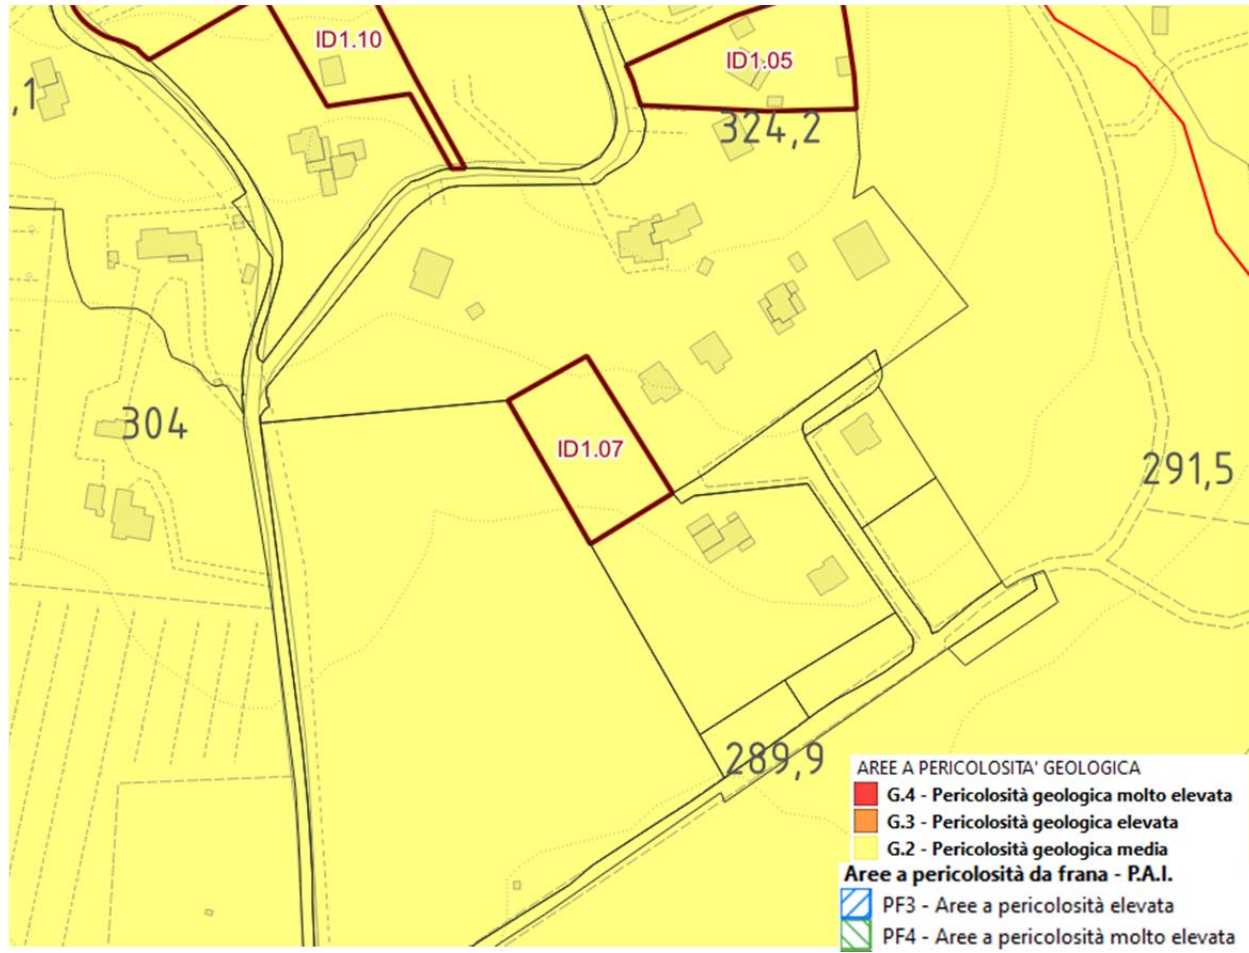 ID1.10
ID1.05
,1
324,2
304
ID1.07
291,5
289,9
AREE A PERICOLOSITA' GEOLOGICA
G.4 - Pericolosità geologica molto elevata
G.3 - Pericolosità geologica elevata
G.2 - Pericolosità geologica media
Aree a pericolosità da frana - P.A.I.
PF3 - Aree a pericolosità elevata
PF4 - Aree a pericolosità molto elevata